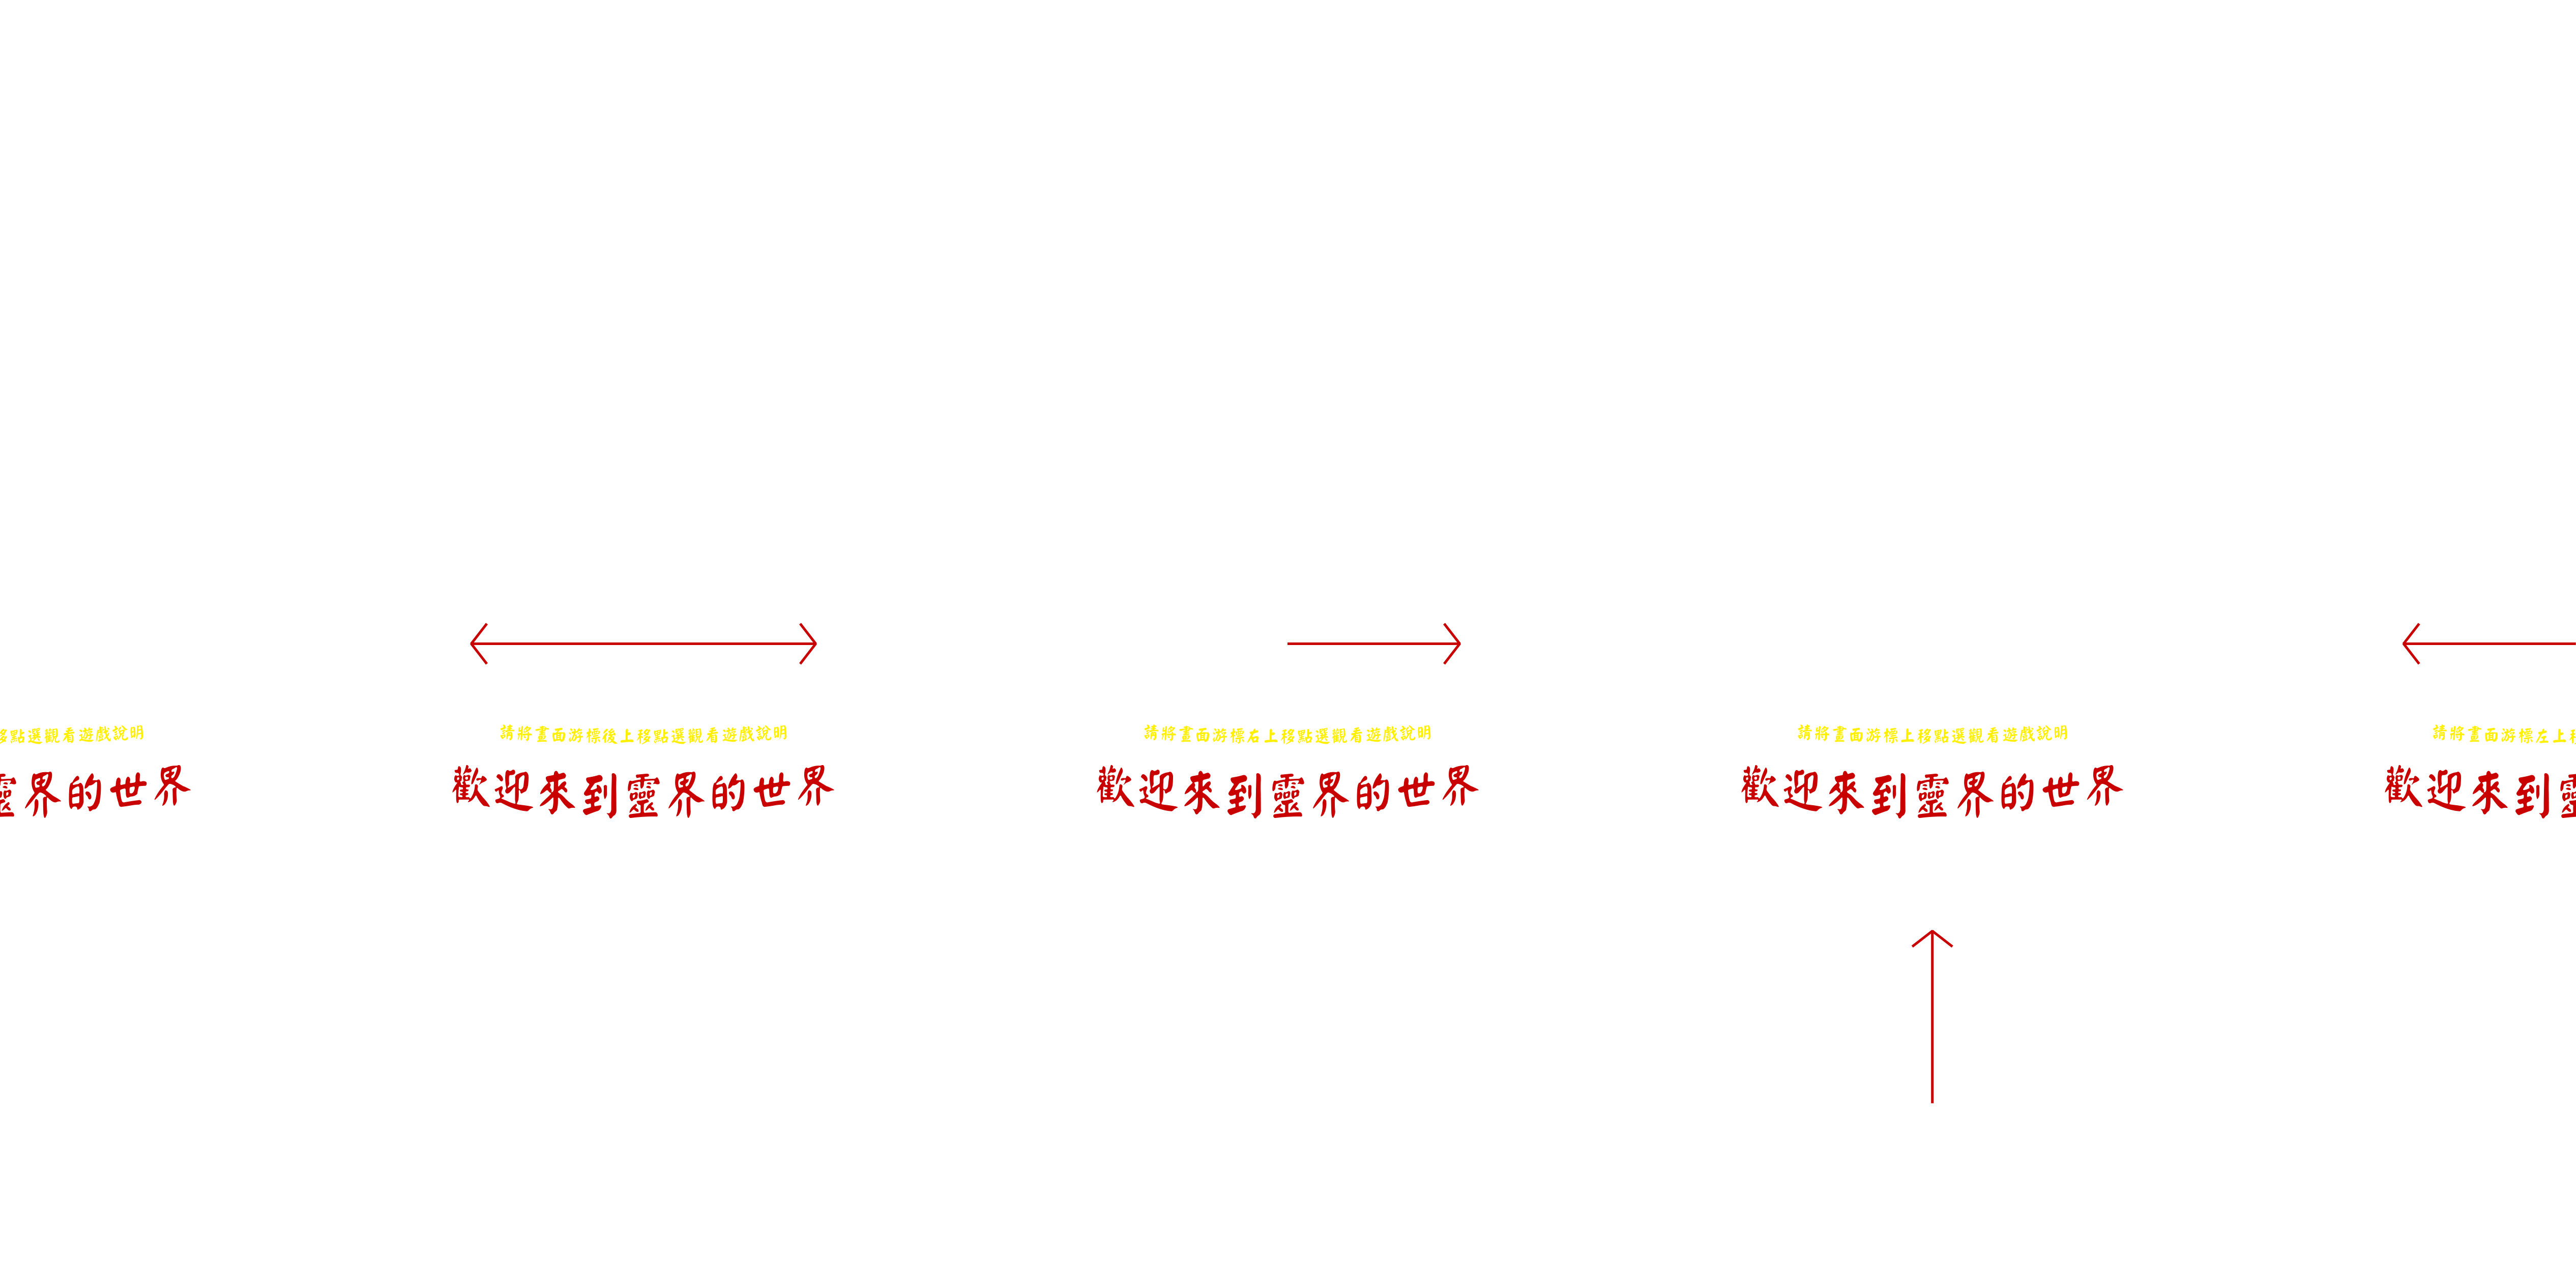 移點選觀看遊戲說明
請將畫面游標後上移點選觀看遊戲說明
請將畫面游標右上移點選觀看遊戲說明
請將畫面游標上移點選觀看遊戲說明
請將畫面游標左上移
靈界的世界
歡迎來到靈界的世界
歡迎來到靈界的世界
歡迎來到靈界的世界
歡迎來到靈